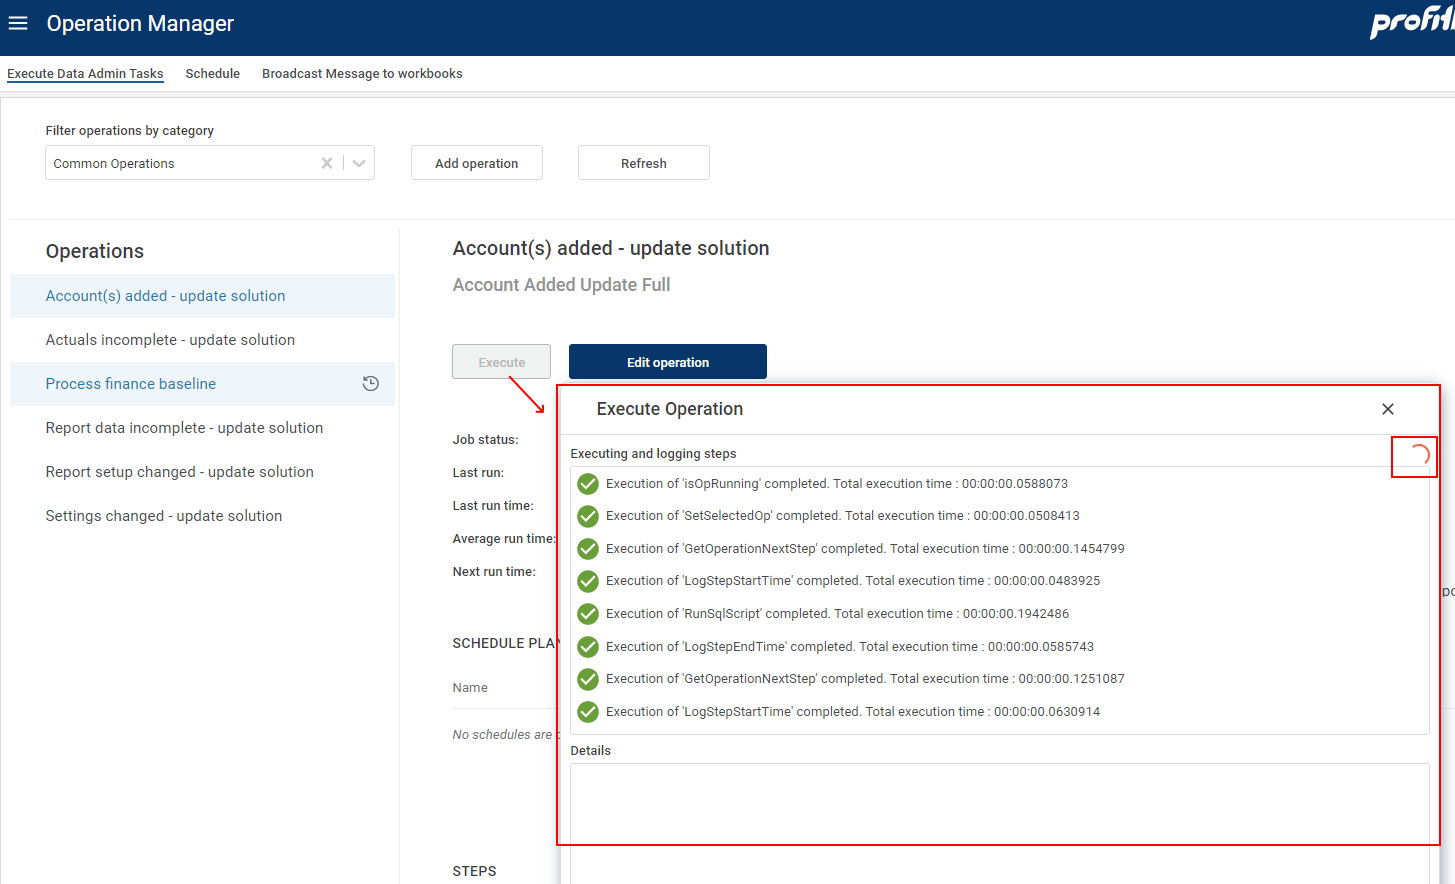 Operation Manager
Execute Data Admin Tasks Schedule Broadcast Message to workbooks
Filter operations by category
Common Operations
Add operation
Refresh
Operations
Account(s) added - update solution
Actuals incomplete - update solution
Process finance baseline
Report data incomplete - update solution
Report setup changed - update solution
Settings changed - update solution
Account(s) added - update solution
Account Added Update Full
Execute
Edit operation
Job status:
Last run:
Last run time:
Average run time:
Next run time:
SCHEDULE
Name
No schedules are
STEPS
Execute Operation
Executing and logging steps
Execution of 'isOpRunning' completed. Total execution time : 00:00:00.0588073
Execution of 'SetSelectedOp' completed. Total execution time : 00:00:00.0508413
Execution of 'GetOperationNextStep' completed. Total execution time : 00:00:00.1454799
Execution of 'LogStepStartTime' completed. Total execution time : 00:00:00.0483925
Execution of 'RunSqlScript' completed. Total execution time : 00:00:00.1942486
Execution of 'LogStepEndTime' completed. Total execution time : 00:00:00.0585743
Execution of 'GetOperationNextStep' completed. Total execution time : 00:00:00.1251087
Execution of 'LogStepStartTime' completed. Total execution time : 00:00:00.0630914
Details